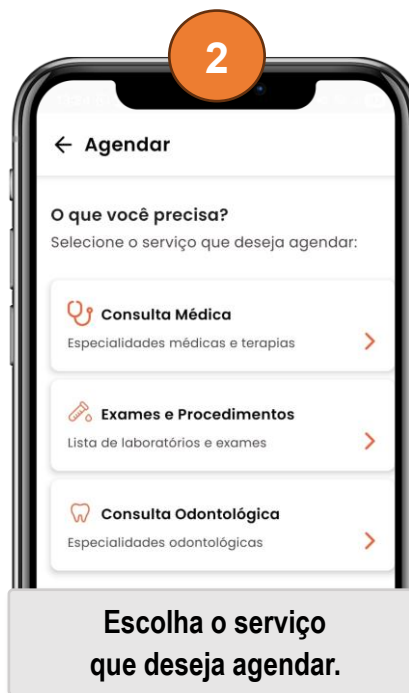 2
← Agendar
O que você precisa?
Selecione o serviço que deseja agendar:
Consulta Médica
Especialidades médicas e terapias
Exames e Procedimentos
Lista de laboratórios e exames
Consulta Odontológica
Especialidades odontológicas
Escolha o serviço
que deseja agendar.